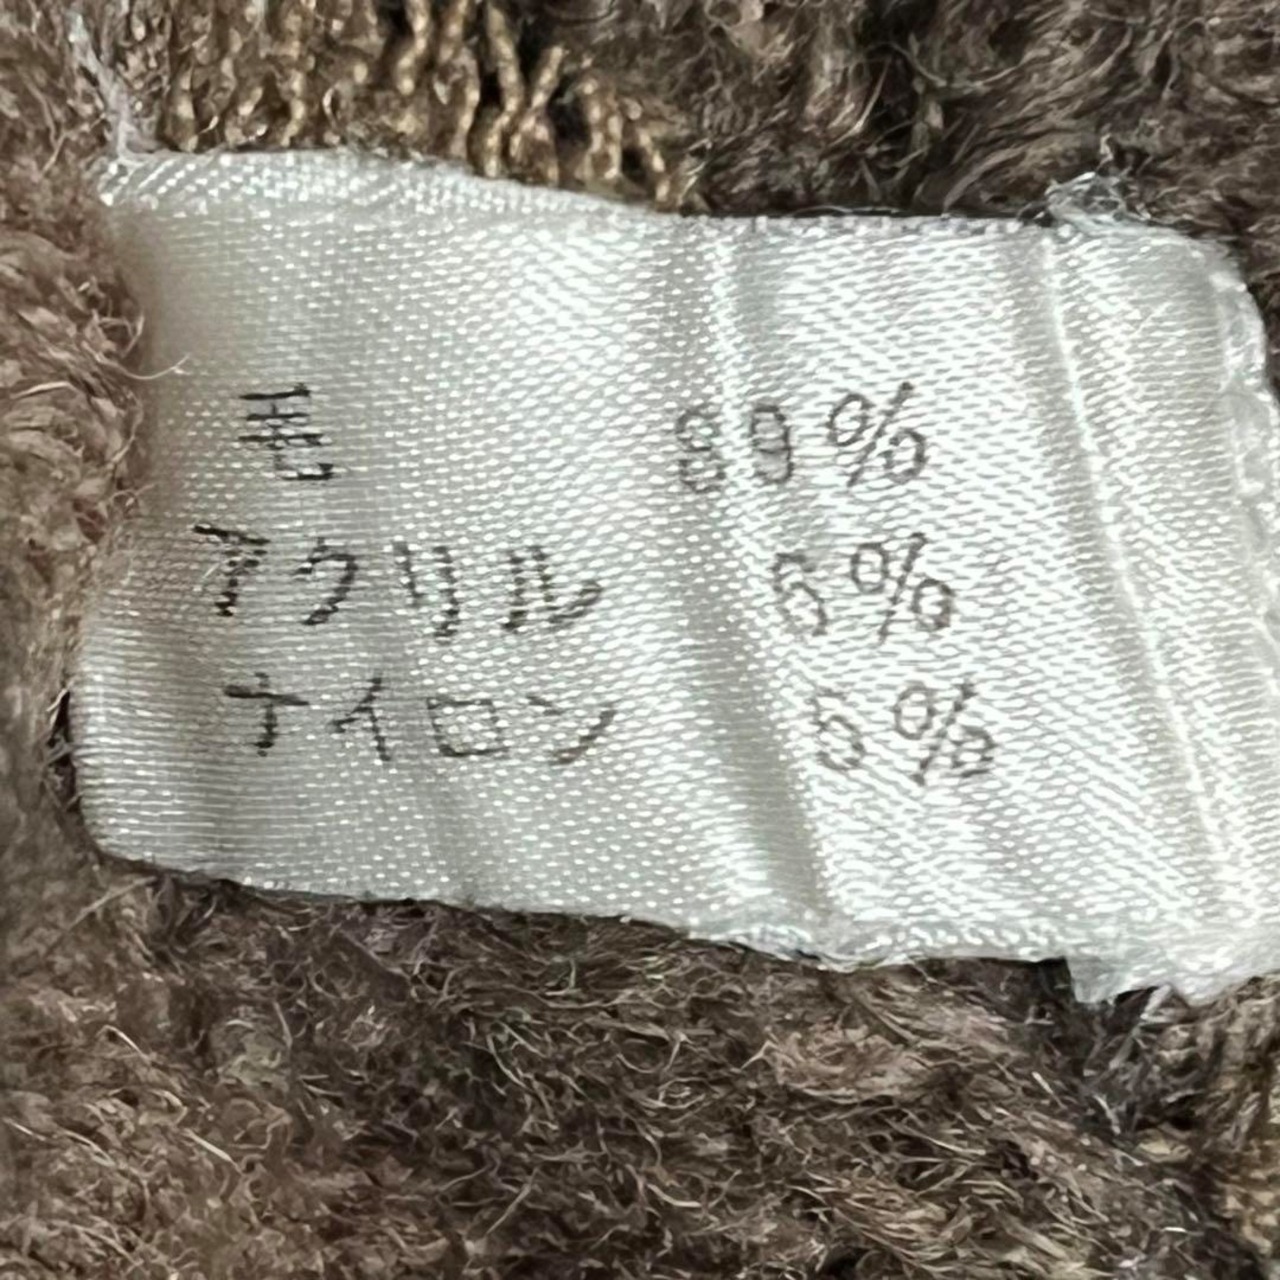 毛 89%
アクリル 6%
ナイロン 5%